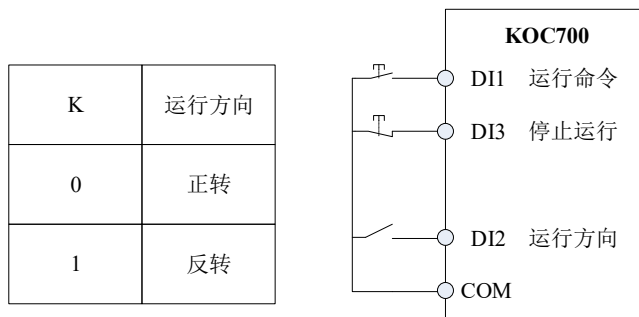 K 运行方向
0 正转
1 反转
KOC700
DI1 运行命令
DI3 停止运行
DI2 运行方向
COM